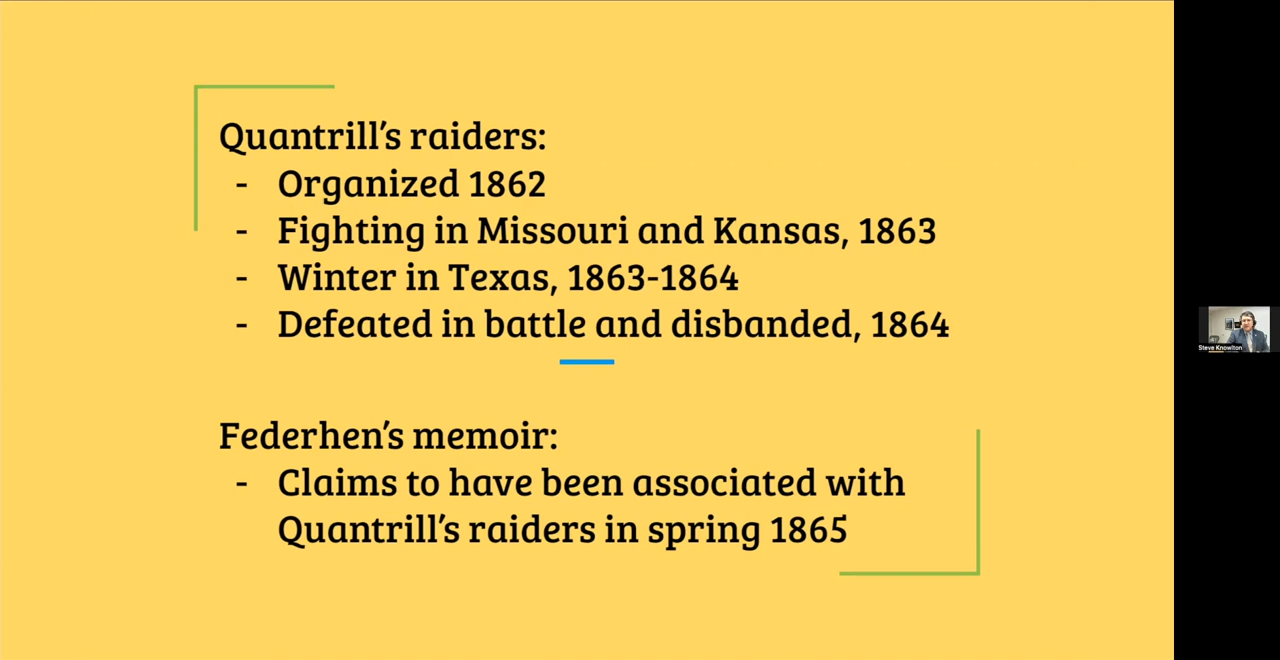 Quantrill’s raiders:
- Organized 1862
- Fighting in Missouri and Kansas, 1863
- Winter in Texas, 1863-1864
- Defeated in battle and disbanded, 1864
Federhen’s memoir:
- Claims to have been associated with
Quantrill’s raiders in spring 1865
Steve Knowlton